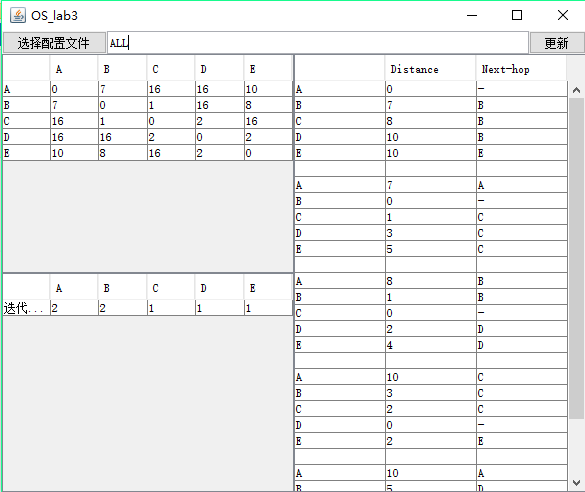 OS_lab3
选择配置文件 ALL 更新
A B C D E
A 0 7 16 16 10
B 7 0 1 16 8
C 16 1 0 2 16
D 16 16 2 0 2
E 10 8 16 2 0
A B C D E
迭代... 2 2 1 1 1
Distance Next-hop
A 0 -
B 7 B
C 8 B
D 10 B
E 10 E
A 7 A
B 0 -
C 1 C
D 3 C
E 5 C
A 8 B
B 1 B
C 0 -
D 2 D
E 4 D
A 10 C
B 3 C
C 2 C
D 0 -
E 2 E
A 10 A
B 5 D